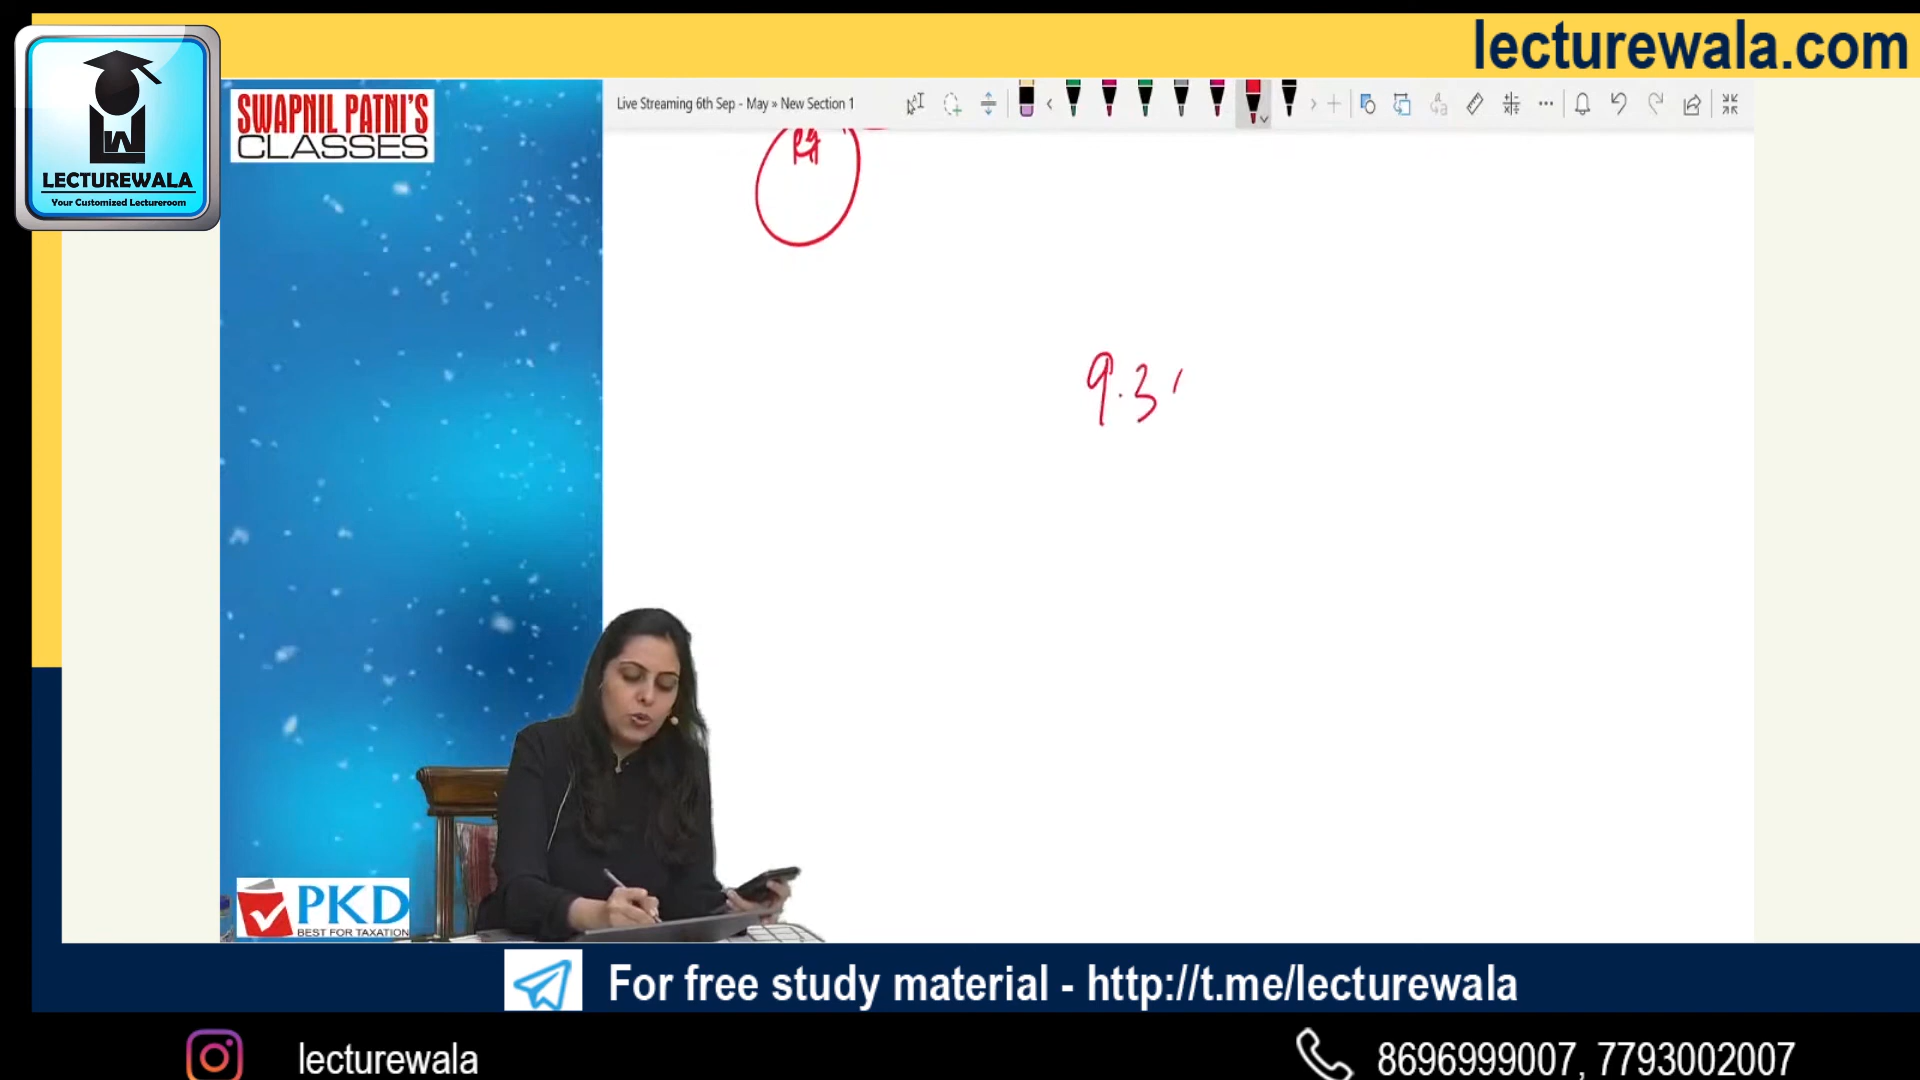 lecturewala.com
SWAPNIL PATNI'S
CLASSES
Live Streaming 6th Sep - May » New Section 1
LW
LECTUREWALA
Your Customized Lectureroom
9.3
PKD
BEST FOR TAXATION
For free study material - http://t.me/lecturewala
lecturewala
8696999007, 7793002007